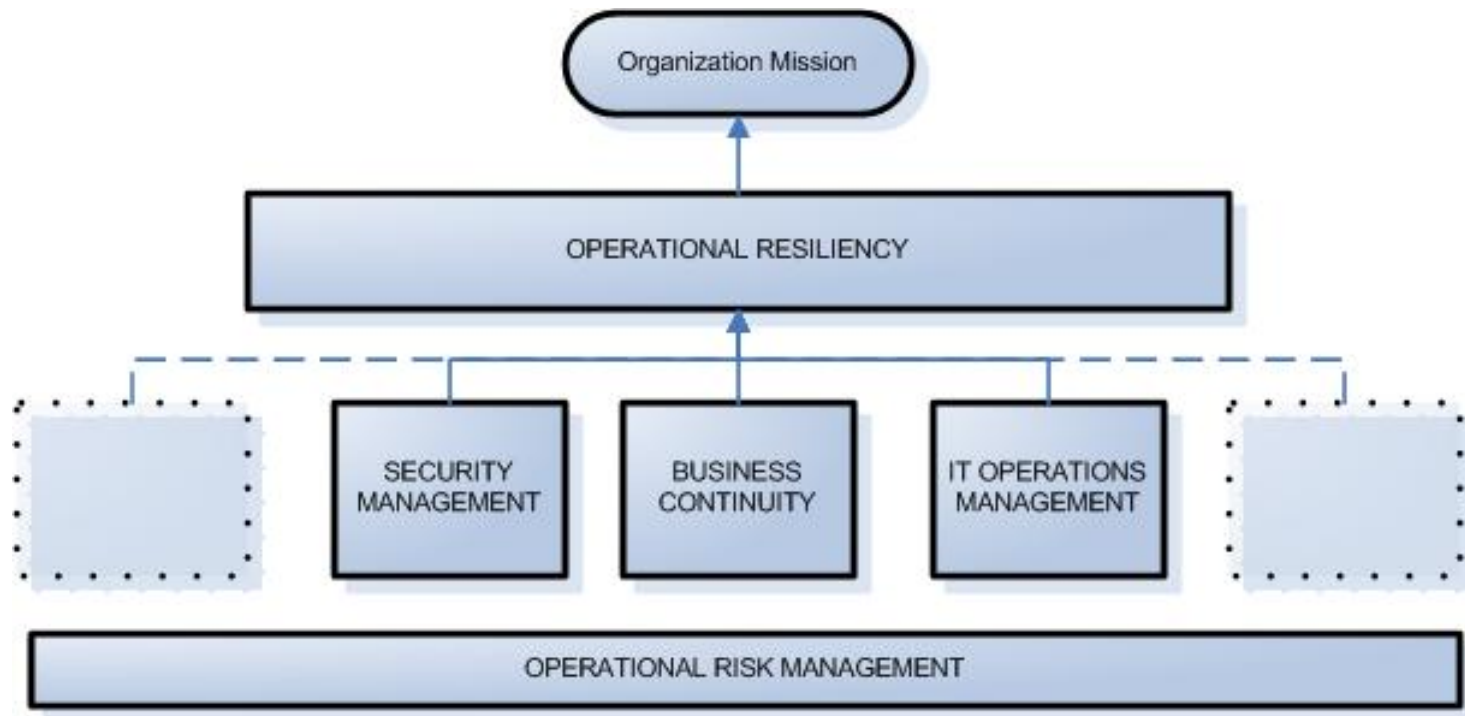 Organization Mission
OPERATIONAL RESILIENCY
SECURITY
MANAGEMENT
BUSINESS
CONTINUITY
IT OPERATIONS
MANAGEMENT
OPERATIONAL RISK MANAGEMENT